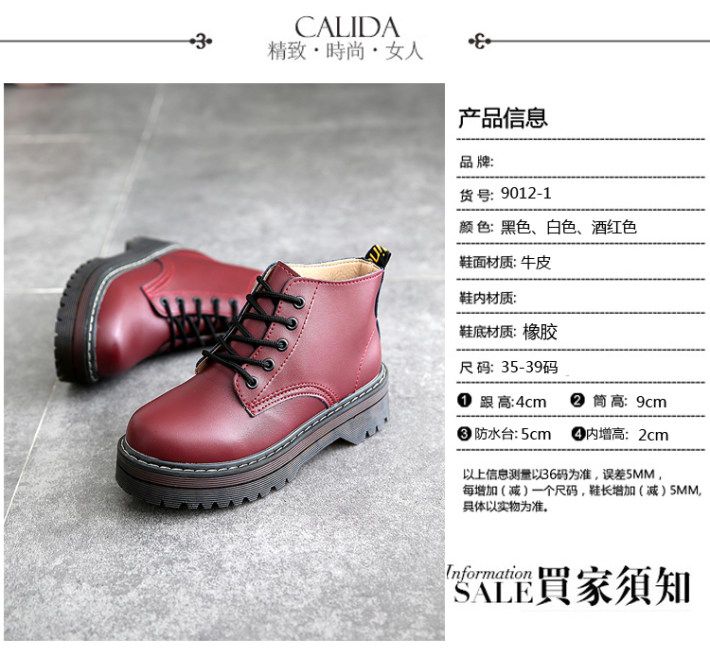 CALIDA
精致·時尚·女人
产品信息
品 牌:
货 号: 9012-1
颜 色: 黑色、白色、酒红色
鞋面材质: 牛皮
鞋内材质:
鞋底材质: 橡胶
尺 码: 35-39码
❶ 跟 高:4cm ❷ 筒 高: 9cm
❸防水台: 5cm ❹内增高: 2cm
以上信息测量以36码为准，误差5MM，
每增加（减）一个尺码，鞋长增加（减）5MM,
具体以实物为准。
Information
SALE買家須知